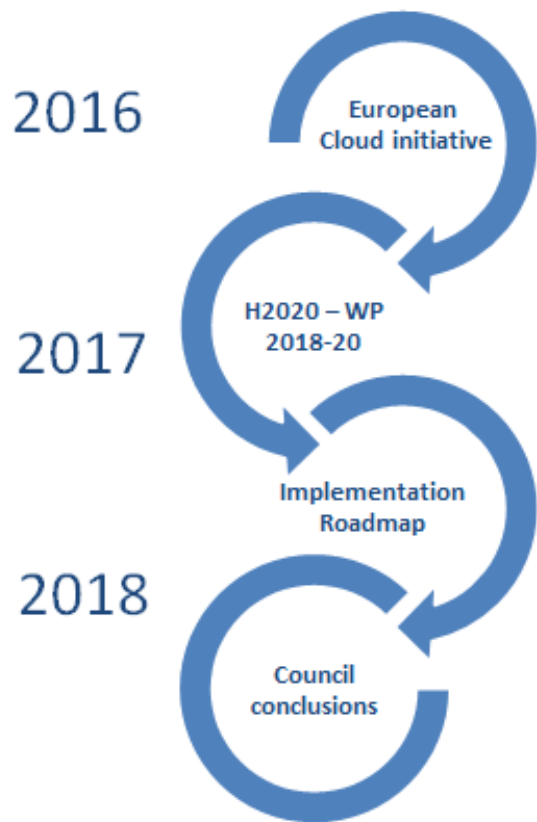 2016
European
Cloud initiative
H2020 – WP
2018-20
2017
Implementation
Roadmap
2018
Council
conclusions